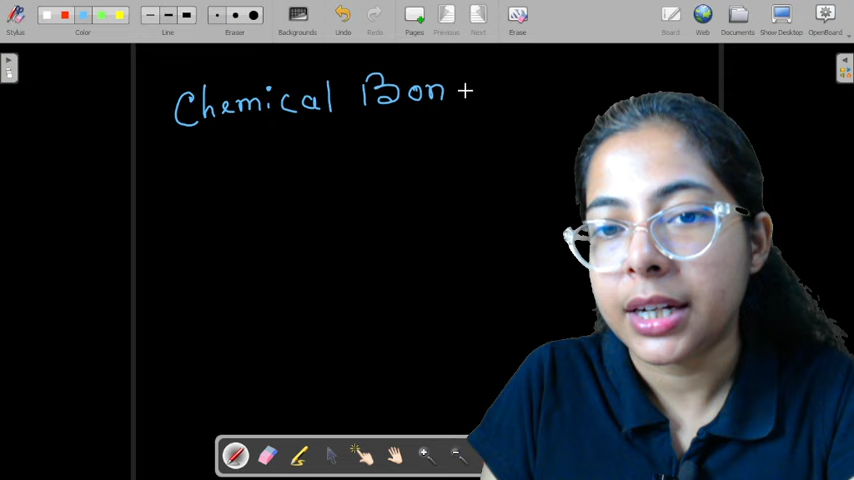 Stylus
Color
Line
Eraser
Backgrounds
Undo
Redo
Pages
Previous
Next
Erase
Board
Web
Documents
Show Desktop
OpenBoard
Chemical Bon